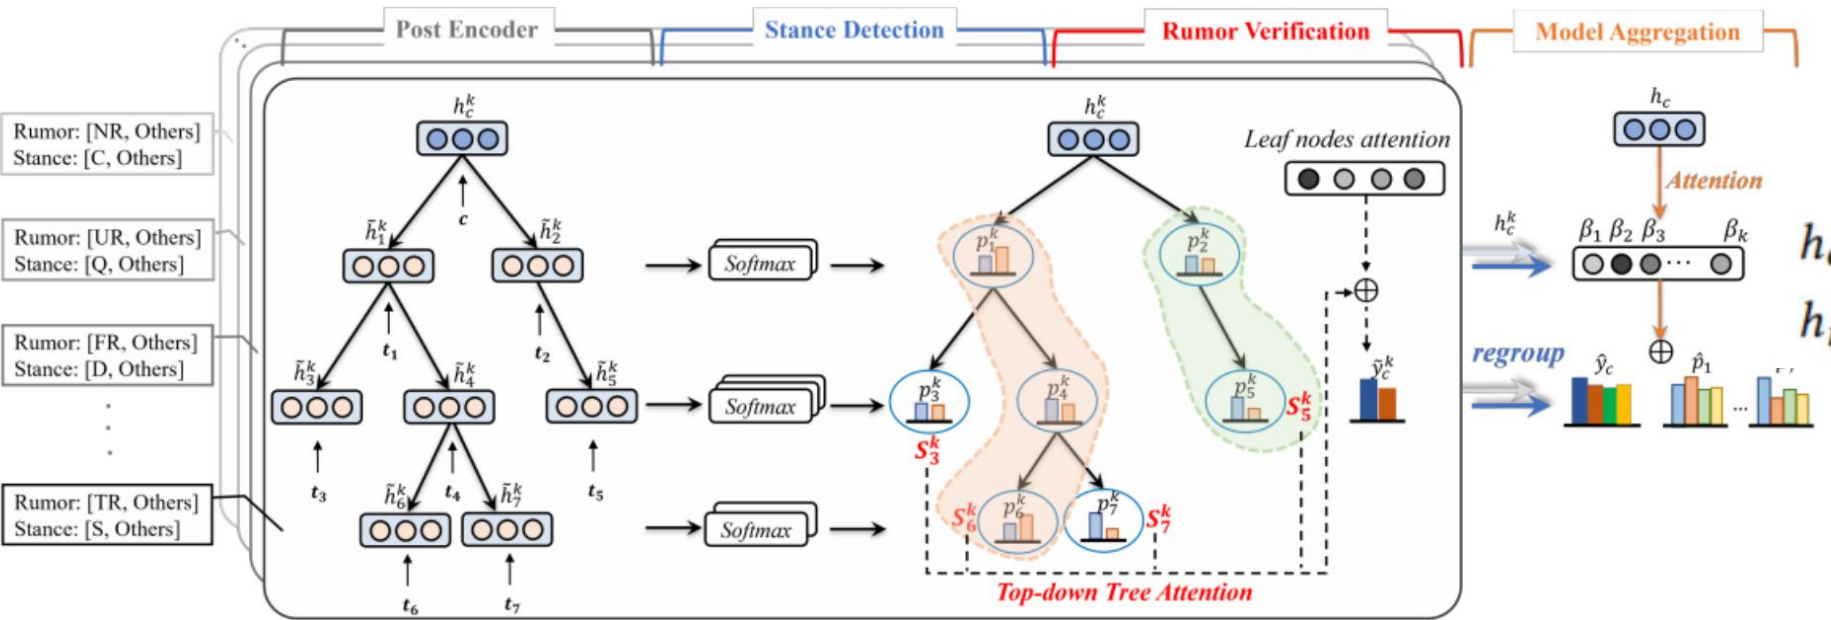 Post Encoder
Stance Detection
Rumor Verification
Model Aggregation
Rumor: [NR, Others]
Stance: [C, Others]
Rumor: [UR, Others]
Stance: [Q, Others]
Rumor: [FR, Others]
Stance: [D, Others]
Rumor: [TR, Others]
Stance: [S, Others]
h_c^k
c
h̃_1^k
h̃_2^k
t_1
t_2
h̃_3^k
h̃_4^k
h̃_5^k
t_3
t_4
t_5
h̃_6^k
h̃_7^k
t_6
t_7
Softmax
Softmax
Softmax
h_c^k
p_1^k
p_2^k
p_3^k
p_4^k
p_5^k
S_3^k
S_5^k
p_6^k
p_7^k
S_6^k
S_7^k
Top-down Tree Attention
Leaf nodes attention
ỹ_c^k
h_c^k
regroup
h_c
Attention
β_1 β_2 β_3 β_k
...
ŷ_c
p̂_1
...
h
h